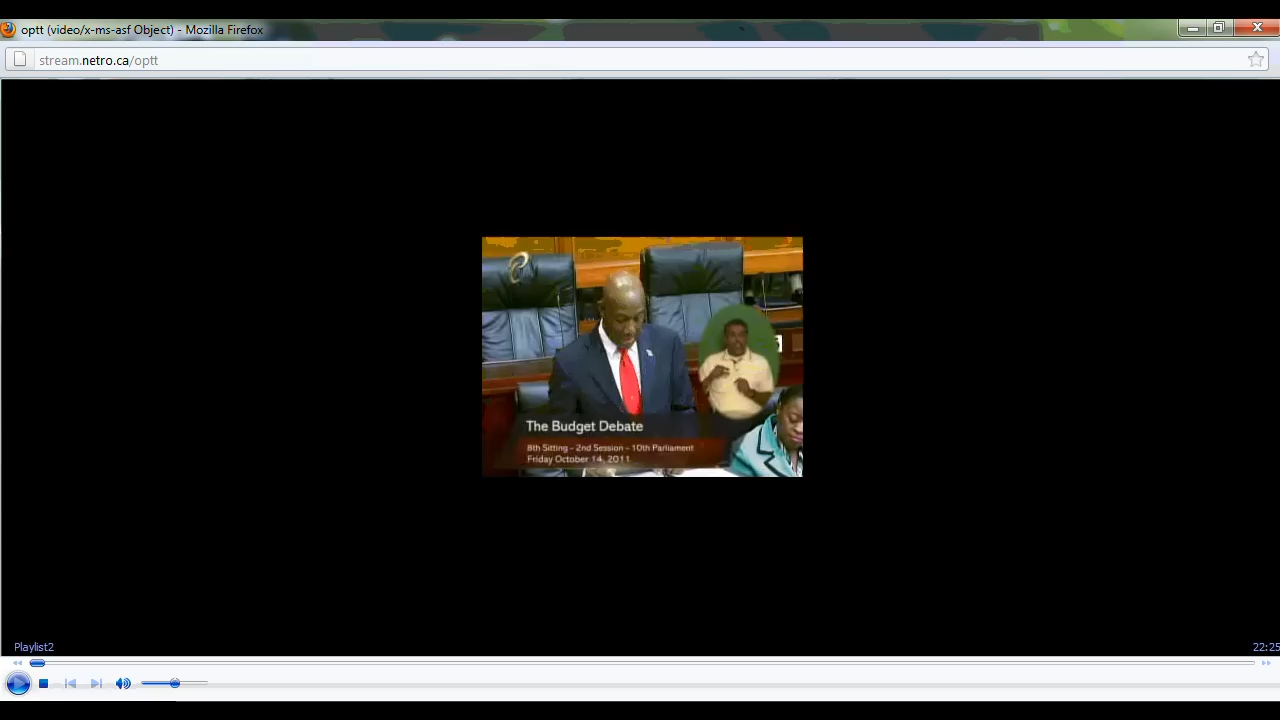 optt (video/x-ms-asf Object) - Mozilla Firefox
stream.netro.ca/optt
The Budget Debate
8th Sitting - 2nd Session - 10th Parliament
Friday October 14, 2011
Playlist2
22:25